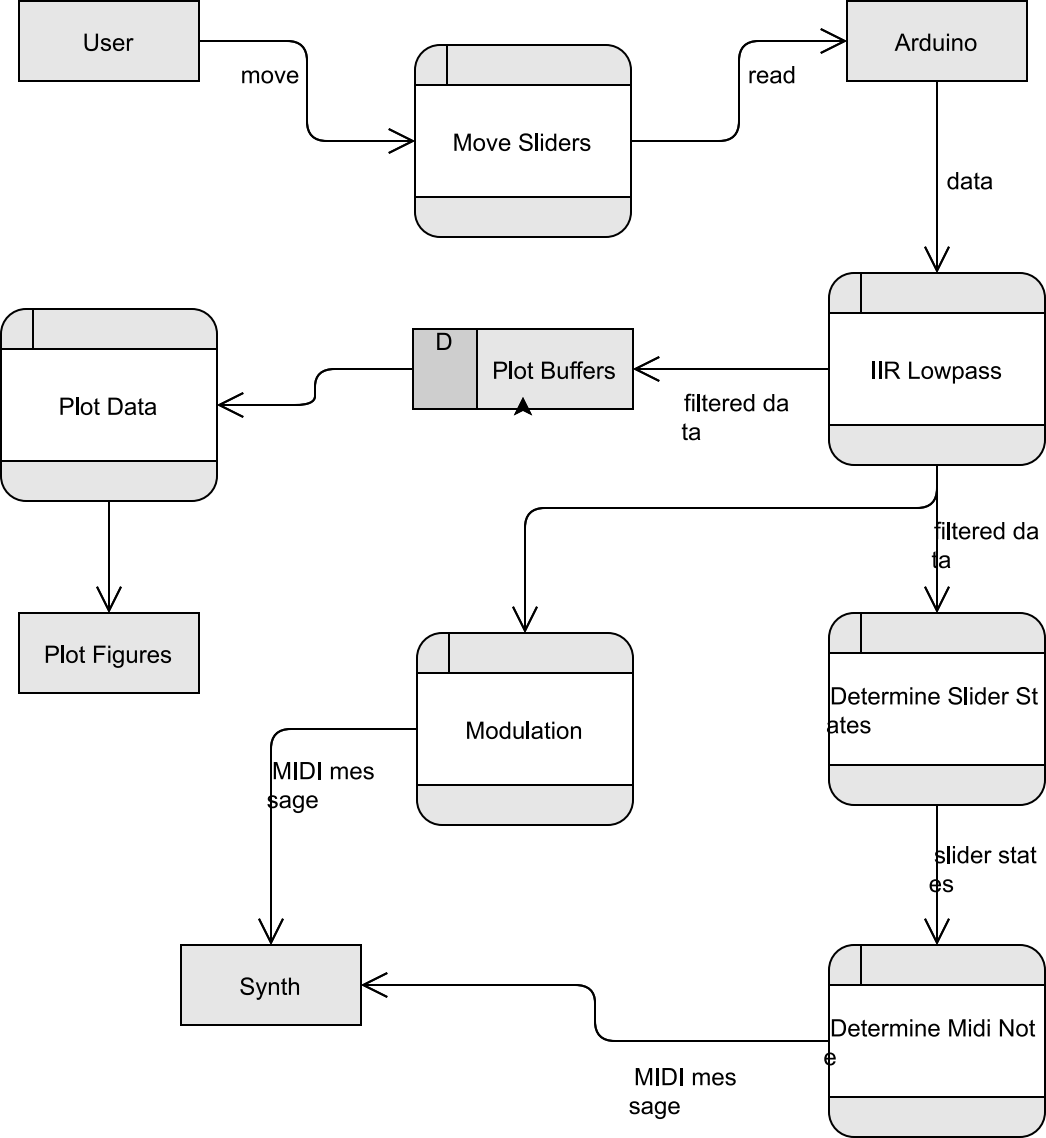 User
Arduino
move
read
Move Sliders
data
D
Plot Buffers
IIR Lowpass
Plot Data
filtered da
ta
filtered da
ta
Plot Figures
Determine Slider St
ates
Modulation
MIDI mes
sage
slider stat
es
Synth
Determine Midi Not
e
MIDI mes
sage